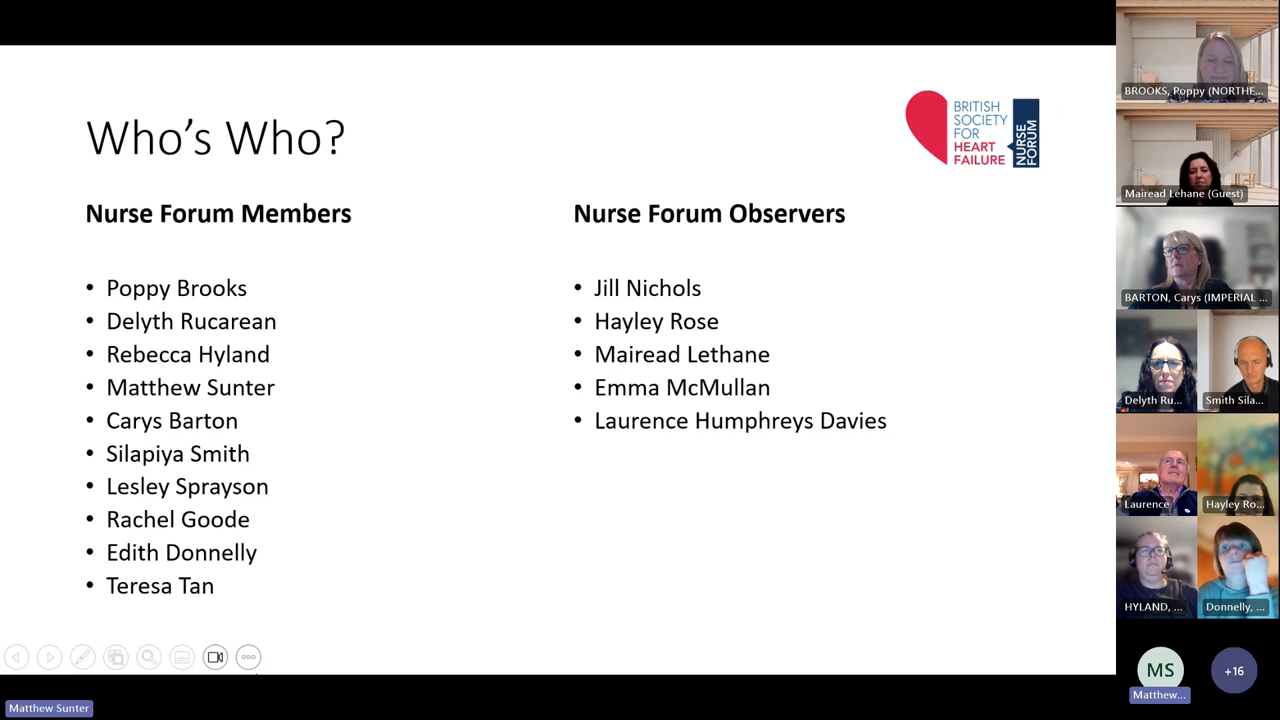 Who's Who?
BRITISH
SOCIETY
FOR
HEART
FAILURE
NURSE
FORUM
Nurse Forum Members
• Poppy Brooks
• Delyth Rucarean
• Rebecca Hyland
• Matthew Sunter
• Carys Barton
• Silapiya Smith
• Lesley Sprayson
• Rachel Goode
• Edith Donnelly
• Teresa Tan
Nurse Forum Observers
• Jill Nichols
• Hayley Rose
• Mairead Lethane
• Emma McMullan
• Laurence Humphreys Davies
Matthew Sunter
BROOKS, Poppy (NORTHE...
Mairead Lehane (Guest)
BARTON, Carys (IMPERIAL ...
Delyth Ru...
Smith Sila...
Laurence
Hayley Ro...
HYLAND, ...
Donnelly, ...
MS
Matthew...
+16